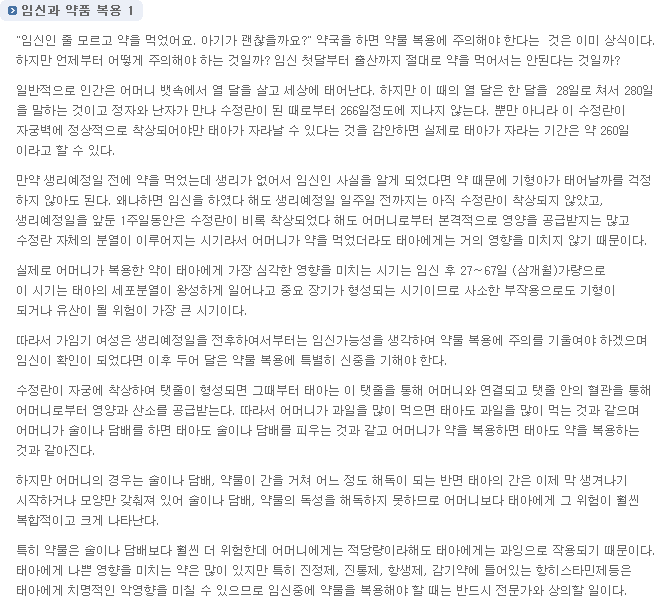 임신과 약품 복용 1
"임신인 줄 모르고 약을 먹었어요. 아기가 괜찮을까요?" 약국을 하면 약물 복용에 주의해야 한다는 것은 이미 상식이다.
하지만 언제부터 어떻게 주의해야 하는 것일까? 임신 첫달부터 출산까지 절대로 약을 먹어서는 안된다는 것일까?
일반적으로 인간은 어머니 뱃속에서 열 달을 살고 세상에 태어난다. 하지만 이 때의 열 달은 한 달을 28일로 쳐서 280일
을 말하는 것이고 정자와 난자가 만나 수정란이 된 때로부터 266일정도에 지나지 않는다. 뿐만 아니라 이 수정란이
자궁벽에 정상적으로 착상되어야만 태아가 자라날 수 있다는 것을 감안하면 실제로 태아가 자라는 기간은 약 260일
이라고 할 수 있다.
만약 생리예정일 전에 약을 먹었는데 생리가 없어서 임신인 사실을 알게 되었다면 약 때문에 기형아가 태어날까를 걱정
하지 않아도 된다. 왜냐하면 임신을 하였다 해도 생리예정일 일주일 전까지는 아직 수정란이 착상되지 않았고,
생리예정일을 앞둔 1주일동안은 수정란이 비록 착상되었다 해도 어머니로부터 본격적으로 영양을 공급받지는 많고
수정란 자체의 분열이 이루어지는 시기라서 어머니가 약을 먹었더라도 태아에게는 거의 영향을 미치지 않기 때문이다.
실제로 어머니가 복용한 약이 태아에게 가장 심각한 영향을 미치는 시기는 임신 후 27~67일 (삼개월)가량으로
이 시기는 태아의 세포분열이 왕성하게 일어나고 중요 장기가 형성되는 시기이므로 사소한 부작용으로도 기형이
되거나 유산이 될 위험이 가장 큰 시기이다.
따라서 가임기 여성은 생리예정일을 전후하여서부터는 임신가능성을 생각하여 약물 복용에 주의를 기울여야 하겠으며
임신이 확인이 되었다면 이후 두어 달은 약물 복용에 특별히 신중을 기해야 한다.
수정란이 자궁에 착상하여 탯줄이 형성되면 그때부터 태아는 이 탯줄을 통해 어머니와 연결되고 탯줄 안의 혈관을 통해
어머니로부터 영양과 산소를 공급받는다. 따라서 어머니가 과일을 많이 먹으면 태아도 과일을 많이 먹는 것과 같으며
어머니가 술이나 담배를 하면 태아도 술이나 담배를 피우는 것과 같고 어머니가 약을 복용하면 태아도 약을 복용하는
것과 같아진다.
하지만 어머니의 경우는 술이나 담배, 약물이 간을 거쳐 어느 정도 해독이 되는 반면 태아의 간은 이제 막 생겨나기
시작하거나 모양만 갖춰져 있어 술이나 담배, 약물의 독성을 해독하지 못하므로 어머니보다 태아에게 그 위험이 훨씬
복합적이고 크게 나타난다.
특히 약물은 술이나 담배보다 훨씬 더 위험한데 어머니에게는 적당량이라해도 태아에게는 과잉으로 작용되기 때문이다.
태아에게 나쁜 영향을 미치는 약은 많이 있지만 특히 진정제, 진통제, 항생제, 감기약에 들어있는 항히스타민제등은
태아에게 치명적인 악영향을 미칠 수 있으므로 임신중에 약물을 복용해야 할 때는 반드시 전문가와 상의할 일이다.